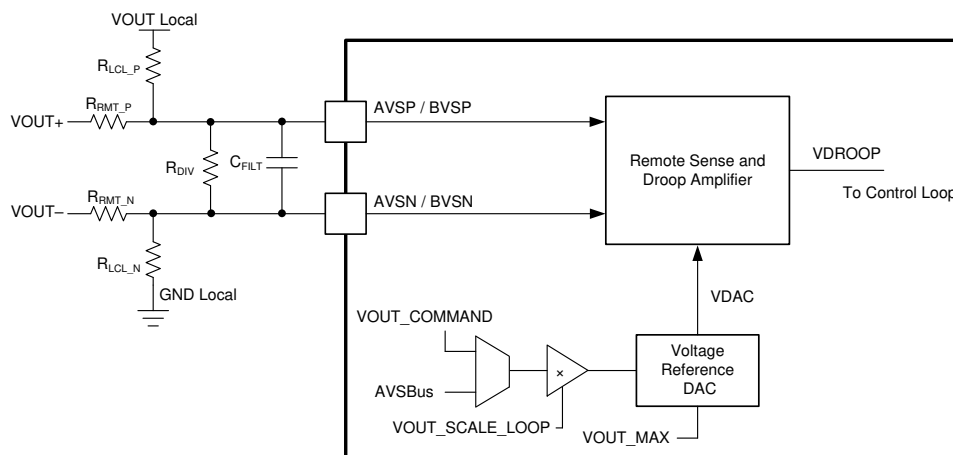 VOUT Local
RLCL_P
RRMT_P
VOUT+
AVSP / BVSP
RDIV
CFILT
Remote Sense and
Droop Amplifier
VDROOP
To Control Loop
RRMT_N
VOUT–
AVSN / BVSN
RLCL_N
GND Local
VDAC
VOUT_COMMAND
AVSBus
×
Voltage
Reference
DAC
VOUT_SCALE_LOOP
VOUT_MAX